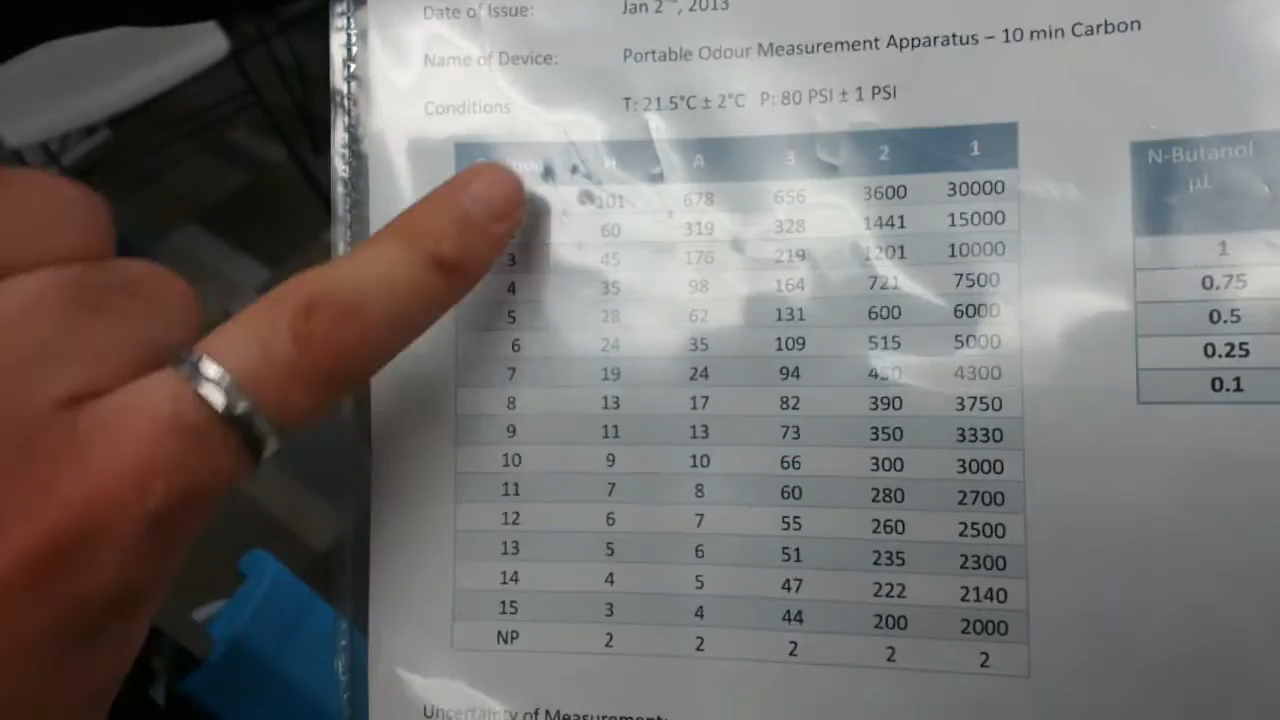 Date of Issue: Jan 2nd, 2013
Name of Device: Portable Odour Measurement Apparatus – 10 min Carbon
Conditions T: 21.5°C ± 2°C P: 80 PSI ± 1 PSI
A 3 2 1
101 678 656 3600 30000
60 319 328 1441 15000
3 45 176 219 1201 10000
4 35 98 164 721 7500
5 28 62 131 600 6000
6 24 35 109 515 5000
7 19 24 94 450 4300
8 13 17 82 390 3750
9 11 13 73 350 3330
10 9 10 66 300 3000
11 7 8 60 280 2700
12 6 7 55 260 2500
13 5 6 51 235 2300
14 4 5 47 222 2140
15 3 4 44 200 2000
NP 2 2 2 2 2
N-Butanol
µL
1
0.75
0.5
0.25
0.1
Uncertainty of Measurement: